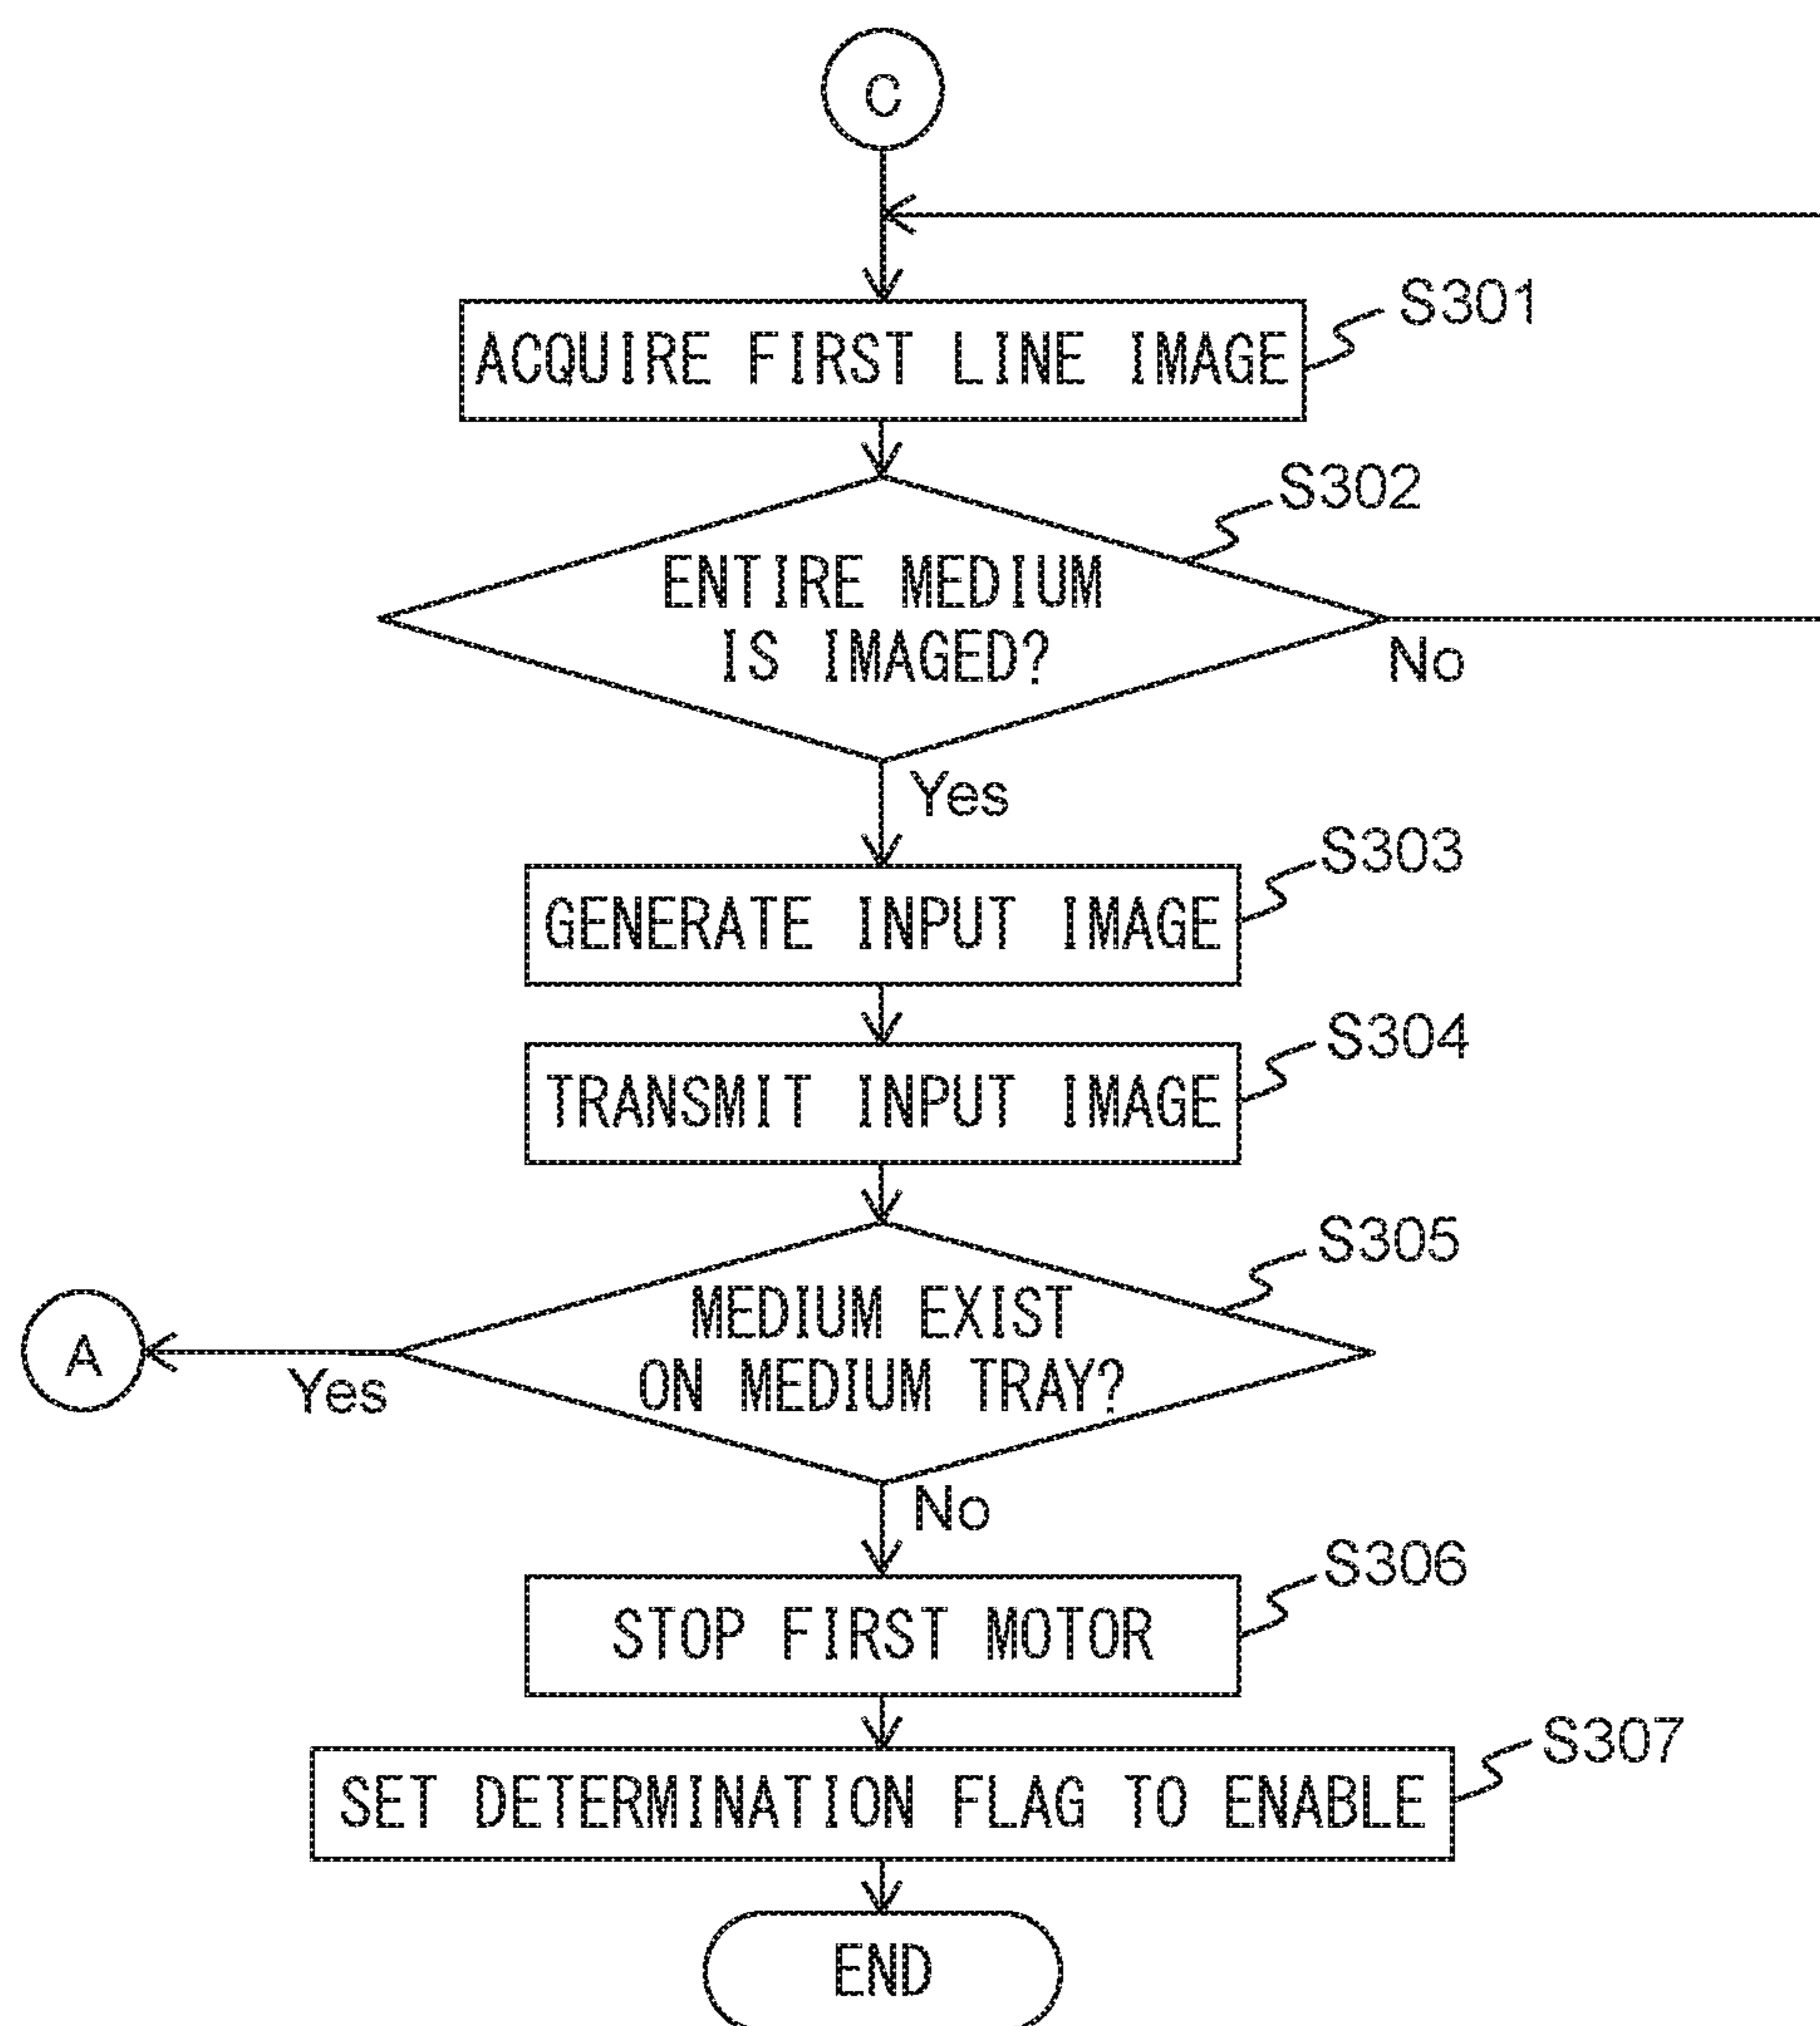 C
S301
ACQUIRE FIRST LINE IMAGE
S302
ENTIRE MEDIUM
IS IMAGED?
No
Yes
S303
GENERATE INPUT IMAGE
S304
TRANSMIT INPUT IMAGE
S305
MEDIUM EXIST
ON MEDIUM TRAY?
A
Yes
No
S306
STOP FIRST MOTOR
S307
SET DETERMINATION FLAG TO ENABLE
END